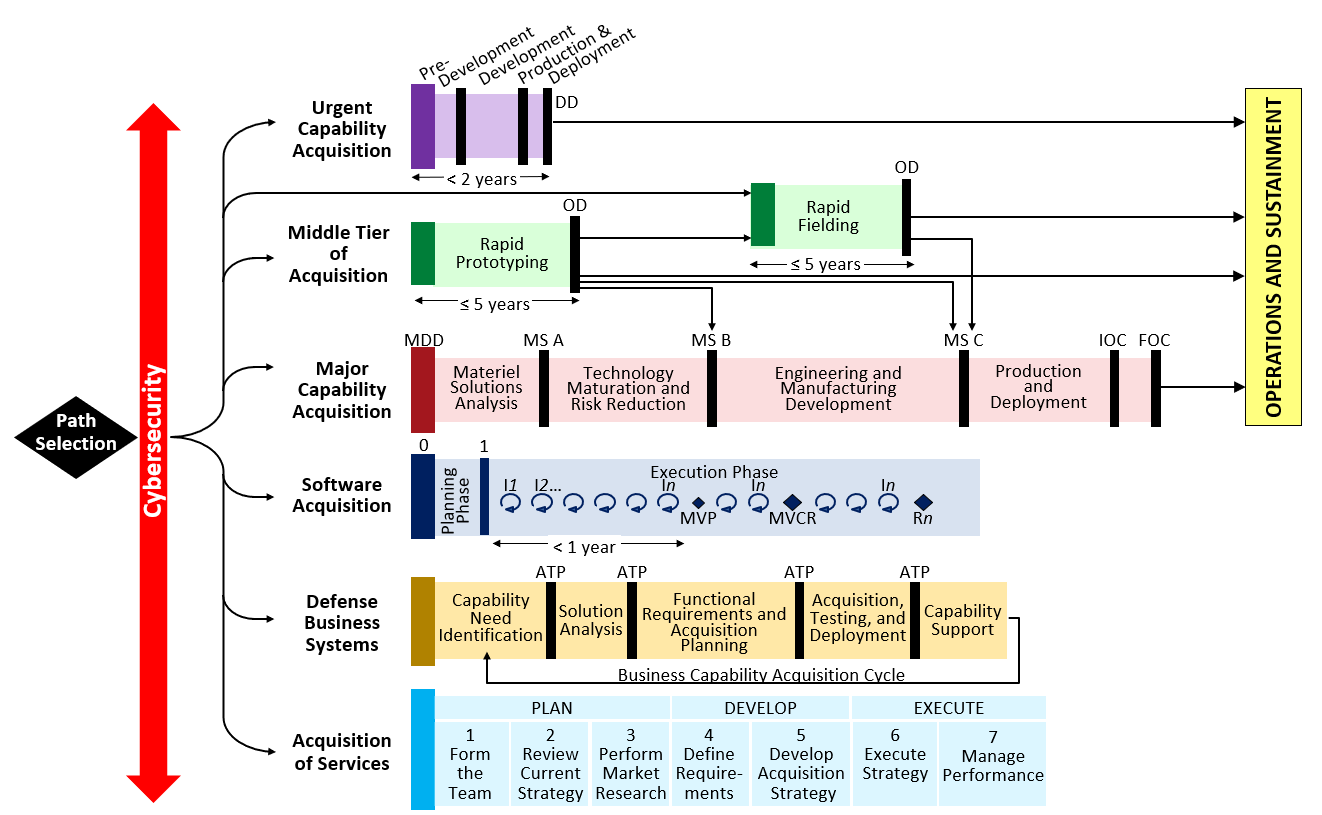 Pre-
Development
Development
Production &
Deployment
Urgent
Capability
Acquisition
DD
< 2 years
OPERATIONS AND SUSTAINMENT
Middle Tier
of
Acquisition
OD
Rapid
Prototyping
≤ 5 years
OD
Rapid
Fielding
≤ 5 years
Cybersecurity
Path
Selection
Major
Capability
Acquisition
MDD
MS A
MS B
MS C
IOC
FOC
Materiel
Solutions
Analysis
Technology
Maturation and
Risk Reduction
Engineering and
Manufacturing
Development
Production
and
Deployment
Software
Acquisition
0
1
Planning
Phase
Execution Phase
I1
I2...
In
In
In
MVP
MVCR
Rn
< 1 year
Defense
Business
Systems
ATP
ATP
ATP
ATP
Capability
Need
Identification
Solution
Analysis
Functional
Requirements and
Acquisition
Planning
Acquisition,
Testing, and
Deployment
Capability
Support
Business Capability Acquisition Cycle
Acquisition
of Services
PLAN
DEVELOP
EXECUTE
1
Form
the
Team
2
Review
Current
Strategy
3
Perform
Market
Research
4
Define
Require-
ments
5
Develop
Acquisition
Strategy
6
Execute
Strategy
7
Manage
Performance